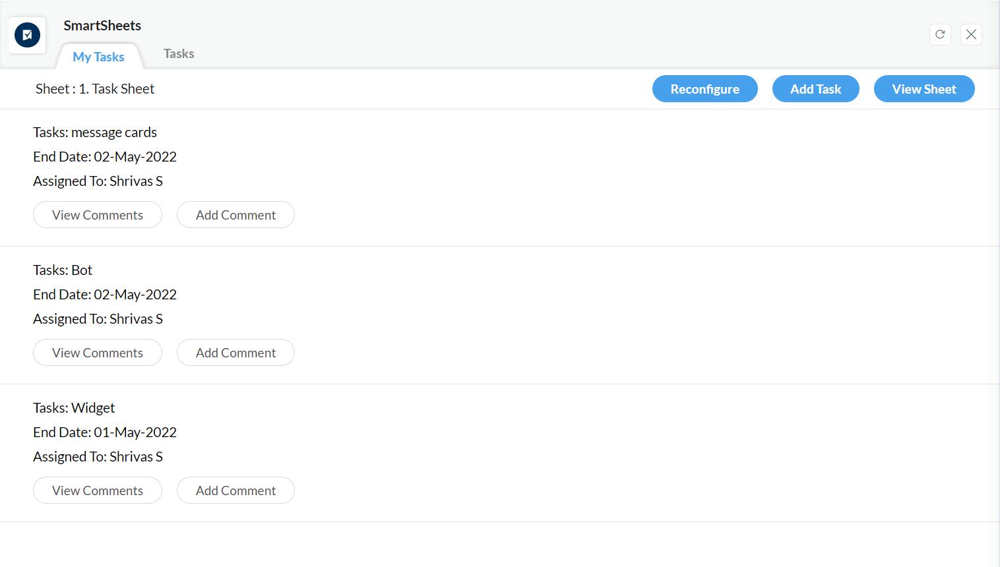 SmartSheets
My Tasks
Tasks
Sheet : 1. Task Sheet
Reconfigure
Add Task
View Sheet
Tasks: message cards
End Date: 02-May-2022
Assigned To: Shrivas S
View Comments
Add Comment
Tasks: Bot
End Date: 02-May-2022
Assigned To: Shrivas S
View Comments
Add Comment
Tasks: Widget
End Date: 01-May-2022
Assigned To: Shrivas S
View Comments
Add Comment